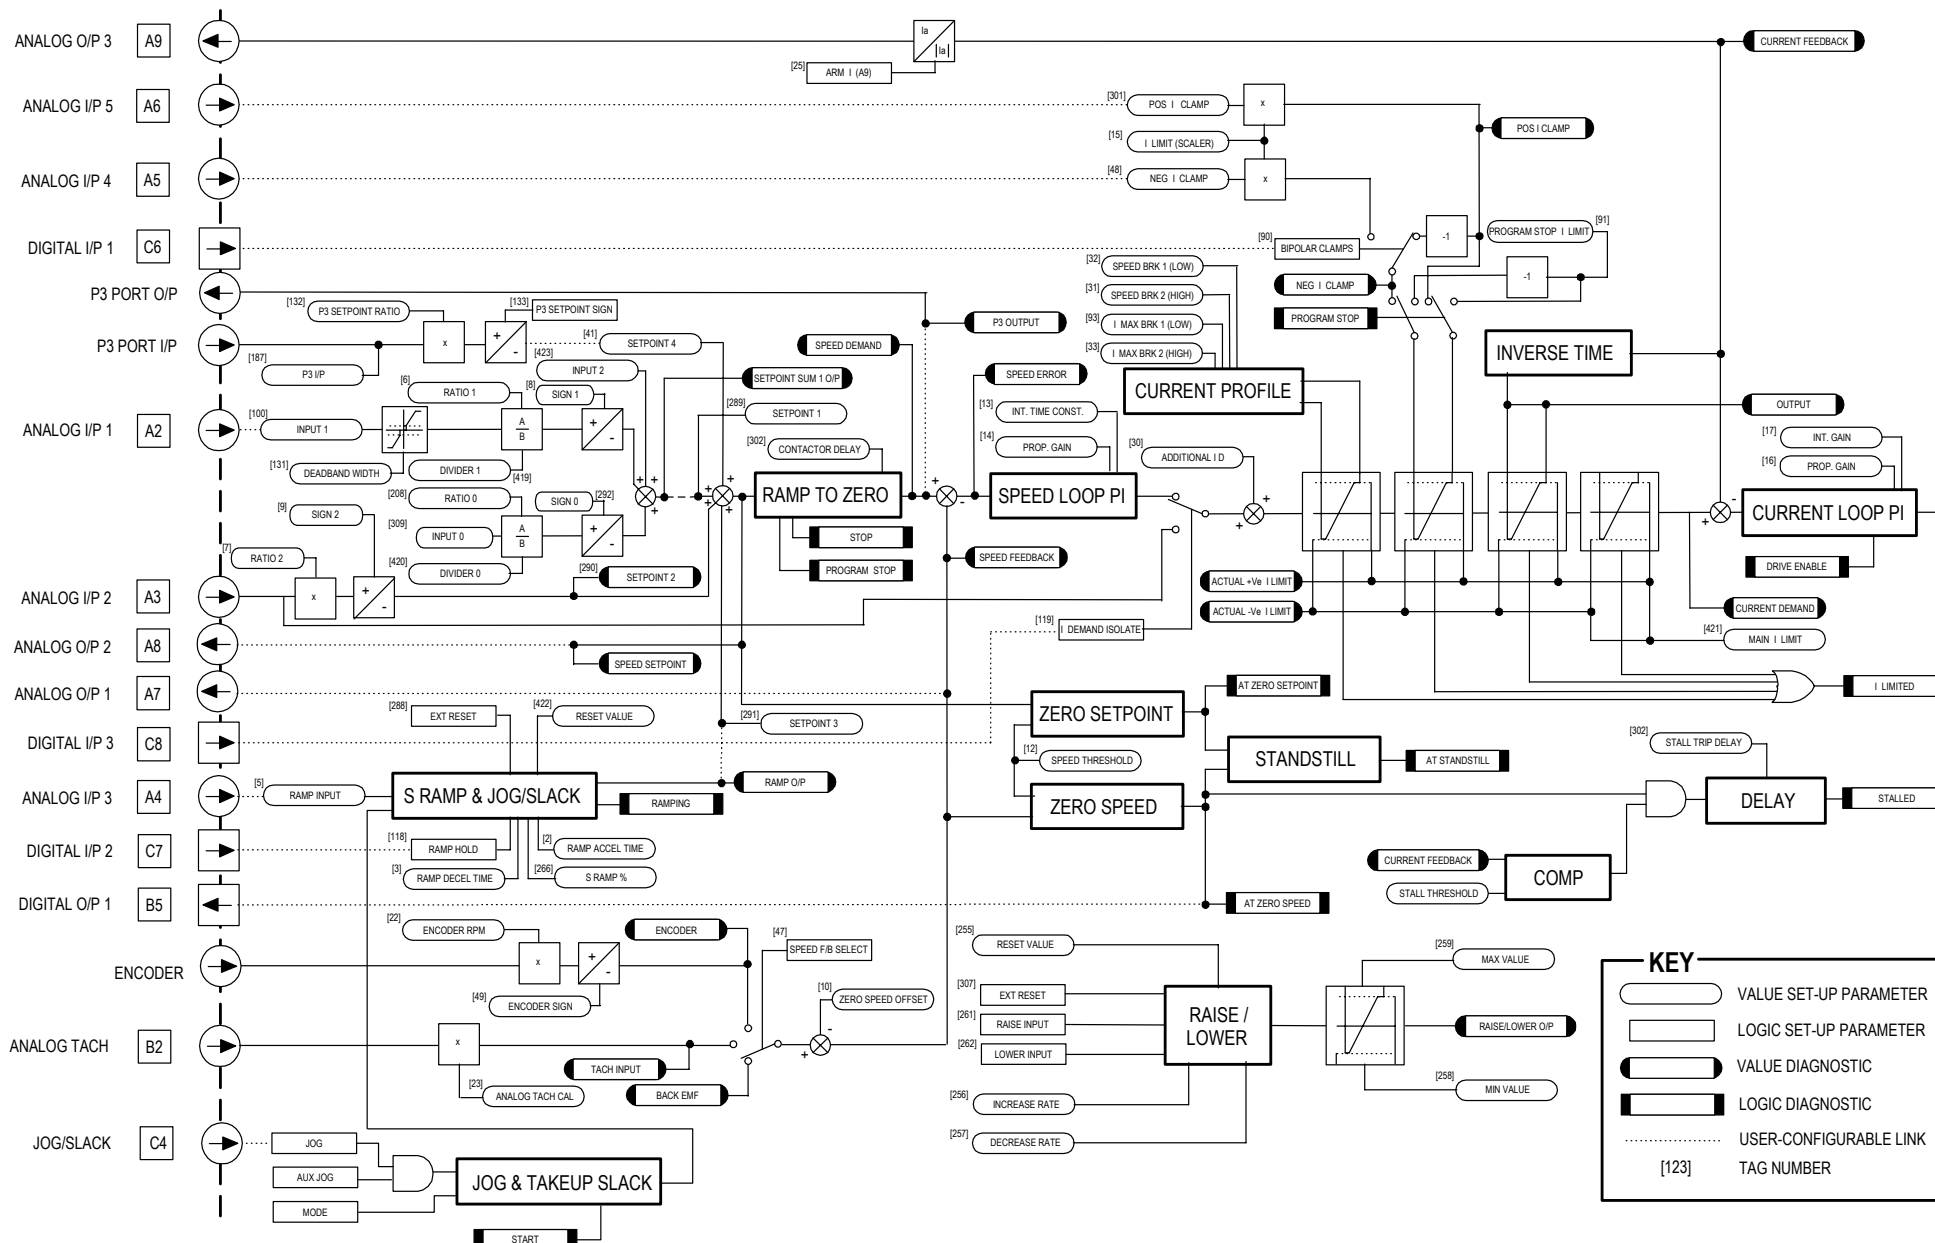 ANALOG O/P 3 A9
Ia
|Ia|
CURRENT FEEDBACK
[25] ARM I (A9)
ANALOG I/P 5 A6
[301] POS I CLAMP
x
POS I CLAMP
[15] I LIMIT (SCALER)
ANALOG I/P 4 A5
[48] NEG I CLAMP
x
DIGITAL I/P 1 C6
[90] BIPOLAR CLAMPS
-1
[91]
PROGRAM STOP I LIMIT
-1
NEG I CLAMP
PROGRAM STOP
P3 PORT O/P
[132] P3 SETPOINT RATIO
[133] P3 SETPOINT SIGN
P3 PORT I/P
x
+
-
[41] SETPOINT 4
[187] P3 I/P
[423] INPUT 2
P3 OUTPUT
SPEED DEMAND
SETPOINT SUM 1 O/P
SPEED ERROR
[32] SPEED BRK 1 (LOW)
[31] SPEED BRK 2 (HIGH)
[93] I MAX BRK 1 (LOW)
[33] I MAX BRK 2 (HIGH)
CURRENT PROFILE
INVERSE TIME
OUTPUT
[17] INT. GAIN
[16] PROP. GAIN
[6] RATIO 1
[8] SIGN 1
ANALOG I/P 1 A2
[100] INPUT 1
A
B
+
-
[131] DEADBAND WIDTH
DIVIDER 1
[419]
[289] SETPOINT 1
[302] CONTACTOR DELAY
[13] INT. TIME CONST.
[14] PROP. GAIN
[30] ADDITIONAL I D
+
+
+
+
+
+
+
RAMP TO ZERO
+
-
SPEED LOOP PI
+
+
-
+
CURRENT LOOP PI
[208] RATIO 0
SIGN 0
[292]
[9] SIGN 2
[309] INPUT 0
A
B
+
-
[420] DIVIDER 0
[7] RATIO 2
STOP
PROGRAM STOP
SPEED FEEDBACK
DRIVE ENABLE
[290] SETPOINT 2
ANALOG I/P 2 A3
x
+
-
ACTUAL +Ve I LIMIT
ACTUAL -Ve I LIMIT
CURRENT DEMAND
[421] MAIN I LIMIT
[119] I DEMAND ISOLATE
ANALOG O/P 2 A8
SPEED SETPOINT
ANALOG O/P 1 A7
AT ZERO SETPOINT
I LIMITED
[288] EXT RESET
[422] RESET VALUE
[291] SETPOINT 3
ZERO SETPOINT
DIGITAL I/P 3 C8
[12] SPEED THRESHOLD
STANDSTILL
AT STANDSTILL
[302] STALL TRIP DELAY
RAMP O/P
ANALOG I/P 3 A4
[5] RAMP INPUT
S RAMP & JOG/SLACK
RAMPING
ZERO SPEED
DELAY
STALLED
DIGITAL I/P 2 C7
[118] RAMP HOLD
[2] RAMP ACCEL TIME
[3] RAMP DECEL TIME
[266] S RAMP %
CURRENT FEEDBACK
STALL THRESHOLD
COMP
DIGITAL O/P 1 B5
AT ZERO SPEED
[22] ENCODER RPM
ENCODER
[47] SPEED F/B SELECT
ENCODER
x
+
-
[49] ENCODER SIGN
[10] ZERO SPEED OFFSET
ANALOG TACH B2
x
-
+
TACH INPUT
BACK EMF
[23] ANALOG TACH CAL
[255] RESET VALUE
[307] EXT RESET
[261] RAISE INPUT
[262] LOWER INPUT
RAISE /
LOWER
[256] INCREASE RATE
[257] DECREASE RATE
[259] MAX VALUE
RAISE/LOWER O/P
[258] MIN VALUE
JOG/SLACK C4
JOG
AUX JOG
MODE
JOG & TAKEUP SLACK
START
KEY
VALUE SET-UP PARAMETER
LOGIC SET-UP PARAMETER
VALUE DIAGNOSTIC
LOGIC DIAGNOSTIC
USER-CONFIGURABLE LINK
[123] TAG NUMBER